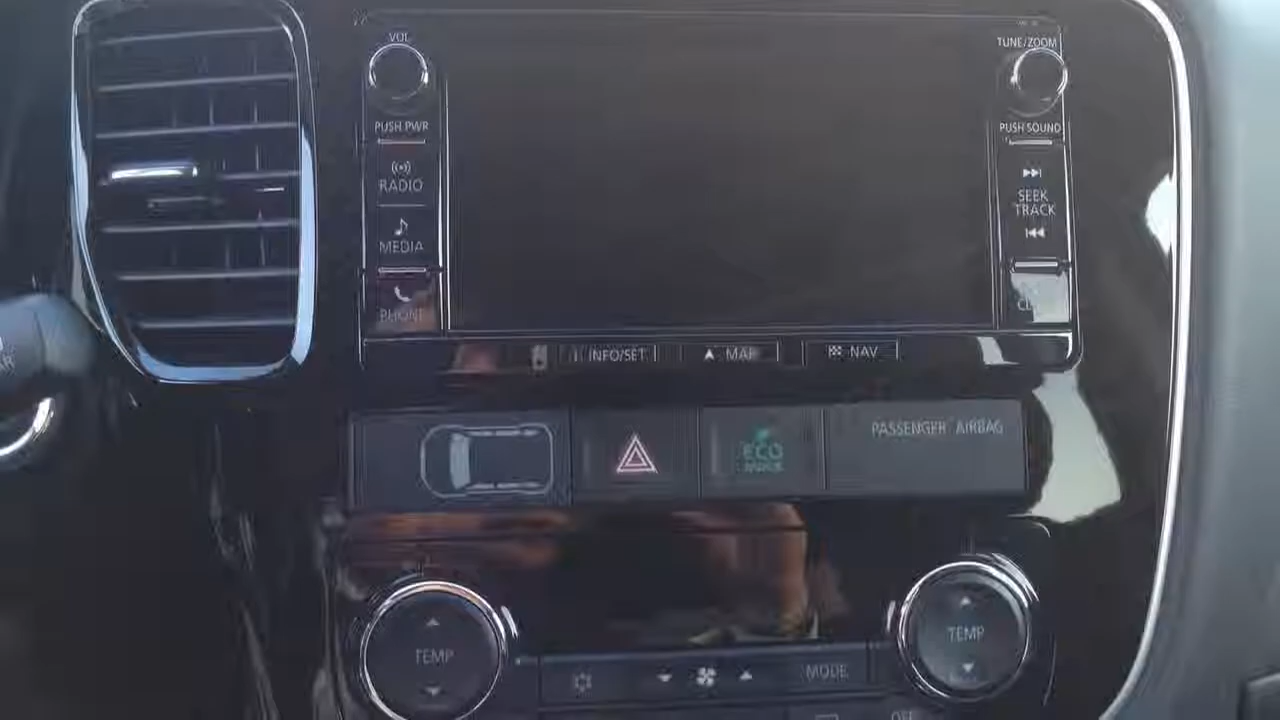 VOL
TUNE/ZOOM
PUSH PWR
PUSH SOUND
RADIO
SEEK
TRACK
MEDIA
PHONE
INFO/SET
MAP
NAV
PASSENGER AIRBAG
ECO
TEMP
TEMP
MODE
OFF